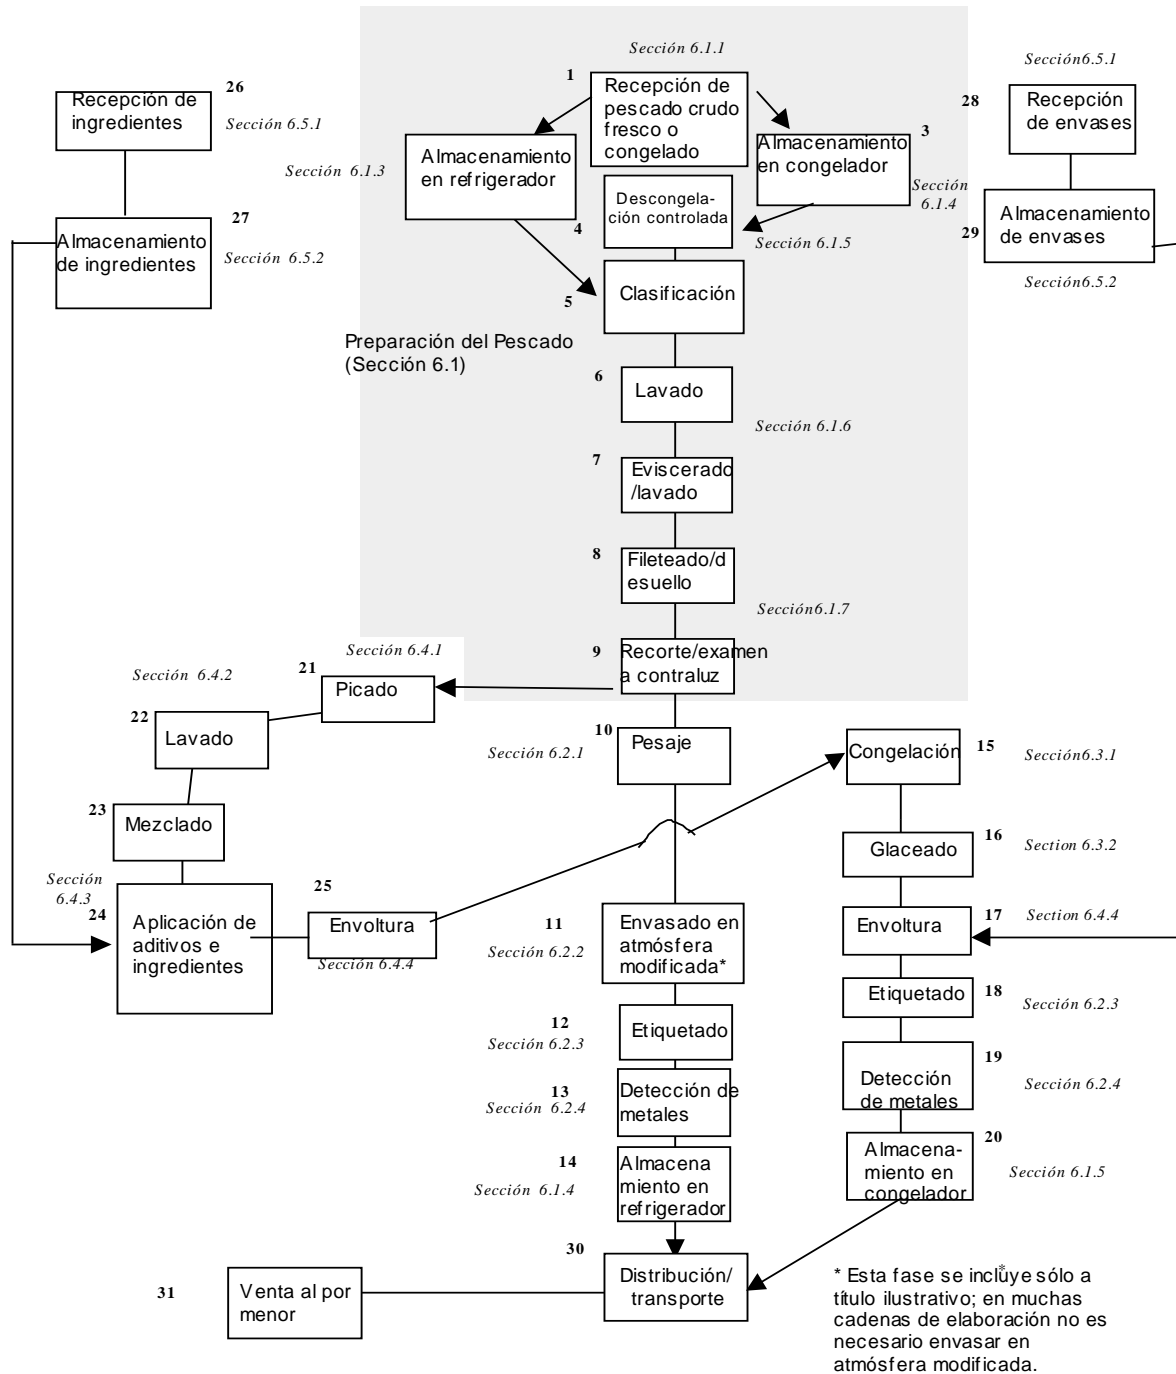 Sección 6.1.1
1
Recepción de
pescado crudo
fresco o
congelado
26
Recepción de
ingredientes
Sección 6.5.1
Sección6.5.1
28
Recepción
de envases
3
Almacenamiento
en congelador
Sección
6.1.4
Sección 6.1.3
Almacenamiento
en refrigerador
4
Descongela-
ción controlada
Sección 6.1.5
27
Almacenamiento
de ingredientes
Sección 6.5.2
29
Almacenamiento
de envases
Sección6.5.2
5
Clasificación
Preparación del Pescado
(Sección 6.1)
6
Lavado
Sección 6.1.6
7
Eviscerado
/lavado
8
Fileteado/d
esuello
Sección6.1.7
9
Recorte/examen
a contraluz
Sección 6.4.1
21
Picado
Sección 6.4.2
22
Lavado
10
Pesaje
Sección 6.2.1
Congelación
15
Sección6.3.1
23
Mezclado
16
Glaceado
Section 6.3.2
Sección
6.4.3
24
Aplicación de
aditivos e
ingredientes
25
Envoltura
Sección 6.4.4
11
Envasado en
atmósfera
modificada*
Sección 6.2.2
17
Envoltura
Section 6.4.4
12
Etiquetado
Sección 6.2.3
18
Etiquetado
Sección 6.2.3
13
Detección de
metales
Sección 6.2.4
19
Detección
de metales
Sección 6.2.4
14
Almacena
miento en
refrigerador
Sección 6.1.4
20
Almacena-
miento en
congelador
Sección 6.1.5
30
Distribución/
transporte
31
Venta al por
menor
*
* Esta fase se incluye sólo a
título ilustrativo; en muchas
cadenas de elaboración no es
necesario envasar en
atmósfera modificada.